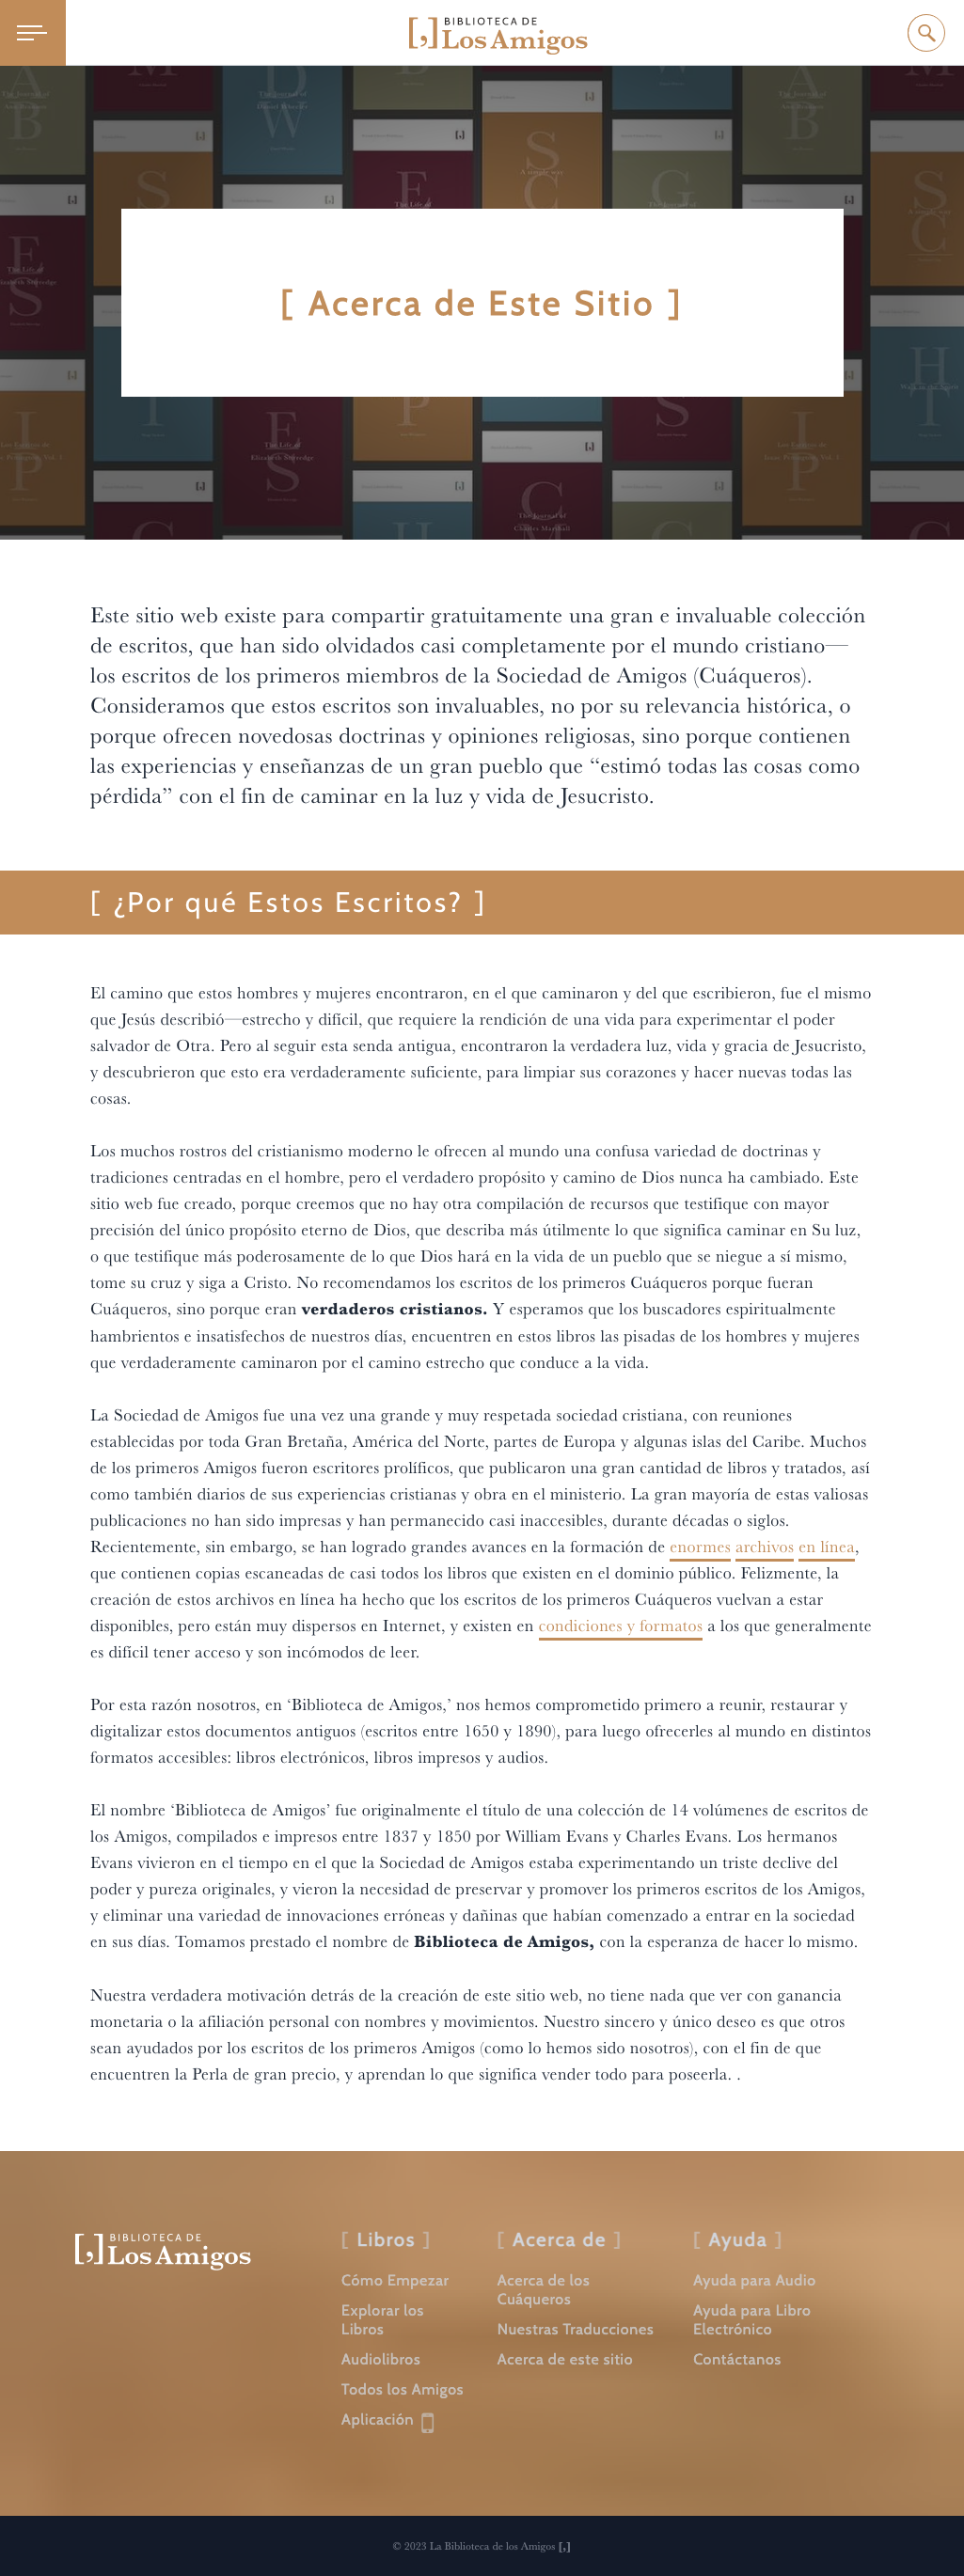 BIBLIOTECA DE
[,] Los Amigos
[ Acerca de Este Sitio ]
Este sitio web existe para compartir gratuitamente una gran e invaluable colección
de escritos, que han sido olvidados casi completamente por el mundo cristiano—
los escritos de los primeros miembros de la Sociedad de Amigos (Cuáqueros).
Consideramos que estos escritos son invaluables, no por su relevancia histórica, o
porque ofrecen novedosas doctrinas y opiniones religiosas, sino porque contienen
las experiencias y enseñanzas de un gran pueblo que “estimó todas las cosas como
pérdida” con el fin de caminar en la luz y vida de Jesucristo.
[ ¿Por qué Estos Escritos? ]
El camino que estos hombres y mujeres encontraron, en el que caminaron y del que escribieron, fue el mismo
que Jesús describió—estrecho y difícil, que requiere la rendición de una vida para experimentar el poder
salvador de Otra. Pero al seguir esta senda antigua, encontraron la verdadera luz, vida y gracia de Jesucristo,
y descubrieron que esto era verdaderamente suficiente, para limpiar sus corazones y hacer nuevas todas las
cosas.
Los muchos rostros del cristianismo moderno le ofrecen al mundo una confusa variedad de doctrinas y
tradiciones centradas en el hombre, pero el verdadero propósito y camino de Dios nunca ha cambiado. Este
sitio web fue creado, porque creemos que no hay otra compilación de recursos que testifique con mayor
precisión del único propósito eterno de Dios, que describa más útilmente lo que significa caminar en Su luz,
o que testifique más poderosamente de lo que Dios hará en la vida de un pueblo que se niegue a sí mismo,
tome su cruz y siga a Cristo. No recomendamos los escritos de los primeros Cuáqueros porque fueran
Cuáqueros, sino porque eran verdaderos cristianos. Y esperamos que los buscadores espiritualmente
hambrientos e insatisfechos de nuestros días, encuentren en estos libros las pisadas de los hombres y mujeres
que verdaderamente caminaron por el camino estrecho que conduce a la vida.
La Sociedad de Amigos fue una vez una grande y muy respetada sociedad cristiana, con reuniones
establecidas por toda Gran Bretaña, América del Norte, partes de Europa y algunas islas del Caribe. Muchos
de los primeros Amigos fueron escritores prolíficos, que publicaron una gran cantidad de libros y tratados, así
como también diarios de sus experiencias cristianas y obra en el ministerio. La gran mayoría de estas valiosas
publicaciones no han sido impresas y han permanecido casi inaccesibles, durante décadas o siglos.
Recientemente, sin embargo, se han logrado grandes avances en la formación de enormes archivos en línea,
que contienen copias escaneadas de casi todos los libros que existen en el dominio público. Felizmente, la
creación de estos archivos en línea ha hecho que los escritos de los primeros Cuáqueros vuelvan a estar
disponibles, pero están muy dispersos en Internet, y existen en condiciones y formatos a los que generalmente
es difícil tener acceso y son incómodos de leer.
Por esta razón nosotros, en ‘Biblioteca de Amigos,’ nos hemos comprometido primero a reunir, restaurar y
digitalizar estos documentos antiguos (escritos entre 1650 y 1890), para luego ofrecerles al mundo en distintos
formatos accesibles: libros electrónicos, libros impresos y audios.
El nombre ‘Biblioteca de Amigos’ fue originalmente el título de una colección de 14 volúmenes de escritos de
los Amigos, compilados e impresos entre 1837 y 1850 por William Evans y Charles Evans. Los hermanos
Evans vivieron en el tiempo en el que la Sociedad de Amigos estaba experimentando un triste declive del
poder y pureza originales, y vieron la necesidad de preservar y promover los primeros escritos de los Amigos,
y eliminar una variedad de innovaciones erróneas y dañinas que habían comenzado a entrar en la sociedad
en sus días. Tomamos prestado el nombre de Biblioteca de Amigos, con la esperanza de hacer lo mismo.
Nuestra verdadera motivación detrás de la creación de este sitio web, no tiene nada que ver con ganancia
monetaria o la afiliación personal con nombres y movimientos. Nuestro sincero y único deseo es que otros
sean ayudados por los escritos de los primeros Amigos (como lo hemos sido nosotros), con el fin de que
encuentren la Perla de gran precio, y aprendan lo que significa vender todo para poseerla. .
BIBLIOTECA DE
[,] Los Amigos
[ Libros ]
Cómo Empezar
Explorar los
Libros
Audiolibros
Todos los Amigos
Aplicación
[ Acerca de ]
Acerca de los
Cuáqueros
Nuestras Traducciones
Acerca de este sitio
[ Ayuda ]
Ayuda para Audio
Ayuda para Libro
Electrónico
Contáctanos
© 2023 La Biblioteca de los Amigos [,]